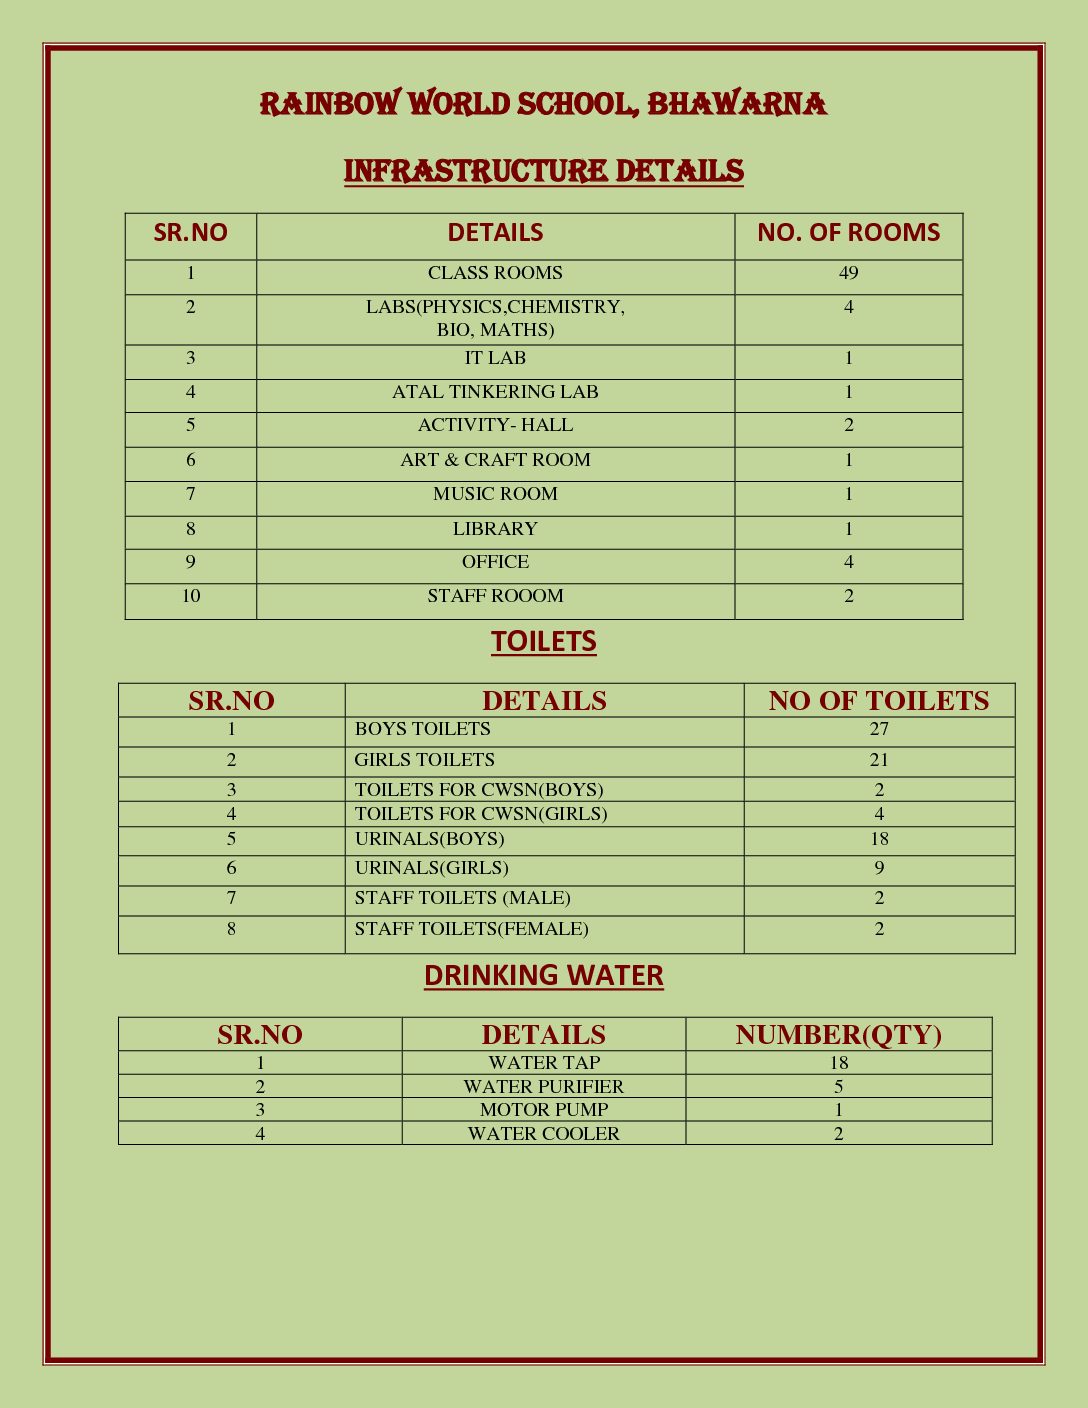 RAINBOW WORLD SCHOOL, BHAWARNA
INFRASTRUCTURE DETAILS
SR.NO DETAILS NO. OF ROOMS
1 CLASS ROOMS 49
2 LABS(PHYSICS,CHEMISTRY, 4
BIO, MATHS)
3 IT LAB 1
4 ATAL TINKERING LAB 1
5 ACTIVITY- HALL 2
6 ART & CRAFT ROOM 1
7 MUSIC ROOM 1
8 LIBRARY 1
9 OFFICE 4
10 STAFF ROOOM 2
TOILETS
SR.NO DETAILS NO OF TOILETS
1 BOYS TOILETS 27
2 GIRLS TOILETS 21
3 TOILETS FOR CWSN(BOYS) 2
4 TOILETS FOR CWSN(GIRLS) 4
5 URINALS(BOYS) 18
6 URINALS(GIRLS) 9
7 STAFF TOILETS (MALE) 2
8 STAFF TOILETS(FEMALE) 2
DRINKING WATER
SR.NO DETAILS NUMBER(QTY)
1 WATER TAP 18
2 WATER PURIFIER 5
3 MOTOR PUMP 1
4 WATER COOLER 2